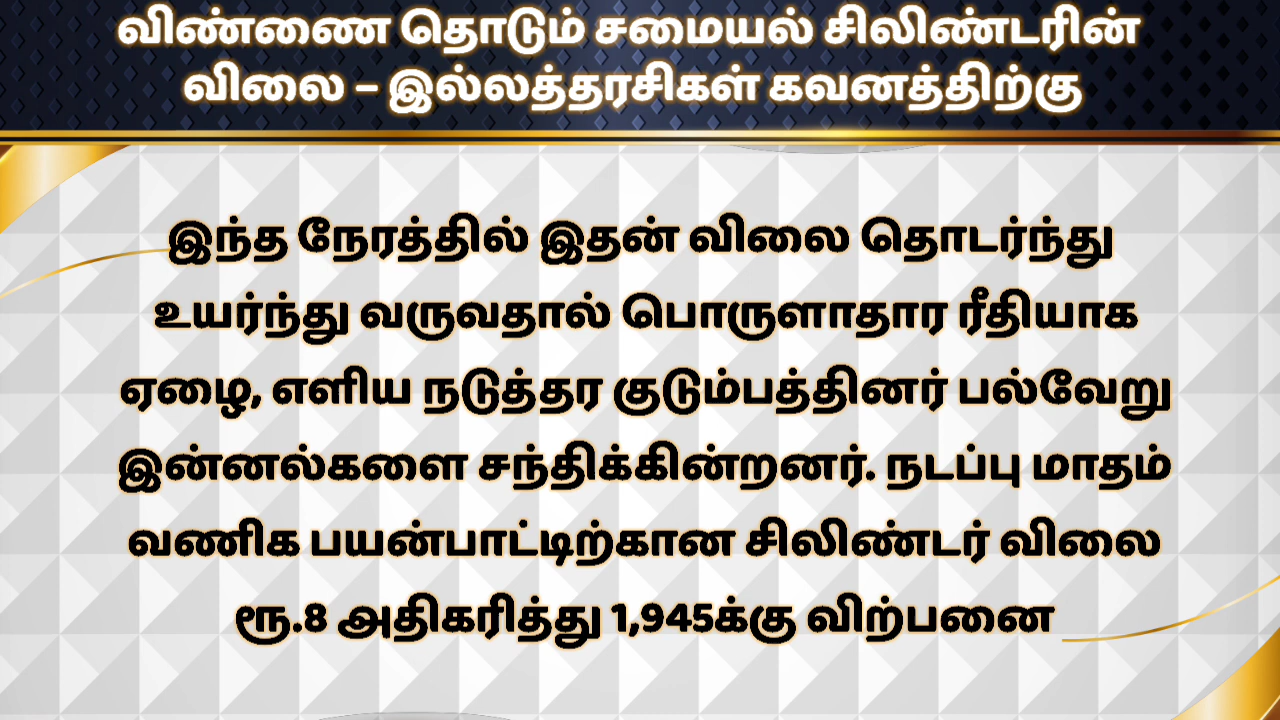 விண்ணை தொடும் சமையல் சிலிண்டரின்
விலை – இல்லத்தரசிகள் கவனத்திற்கு
இந்த நேரத்தில் இதன் விலை தொடர்ந்து
உயர்ந்து வருவதால் பொருளாதார ரீதியாக
ஏழை, எளிய நடுத்தர குடும்பத்தினர் பல்வேறு
இன்னல்களை சந்திக்கின்றனர். நடப்பு மாதம்
வணிக பயன்பாட்டிற்கான சிலிண்டர் விலை
ரூ.8 அதிகரித்து 1,945க்கு விற்பனை